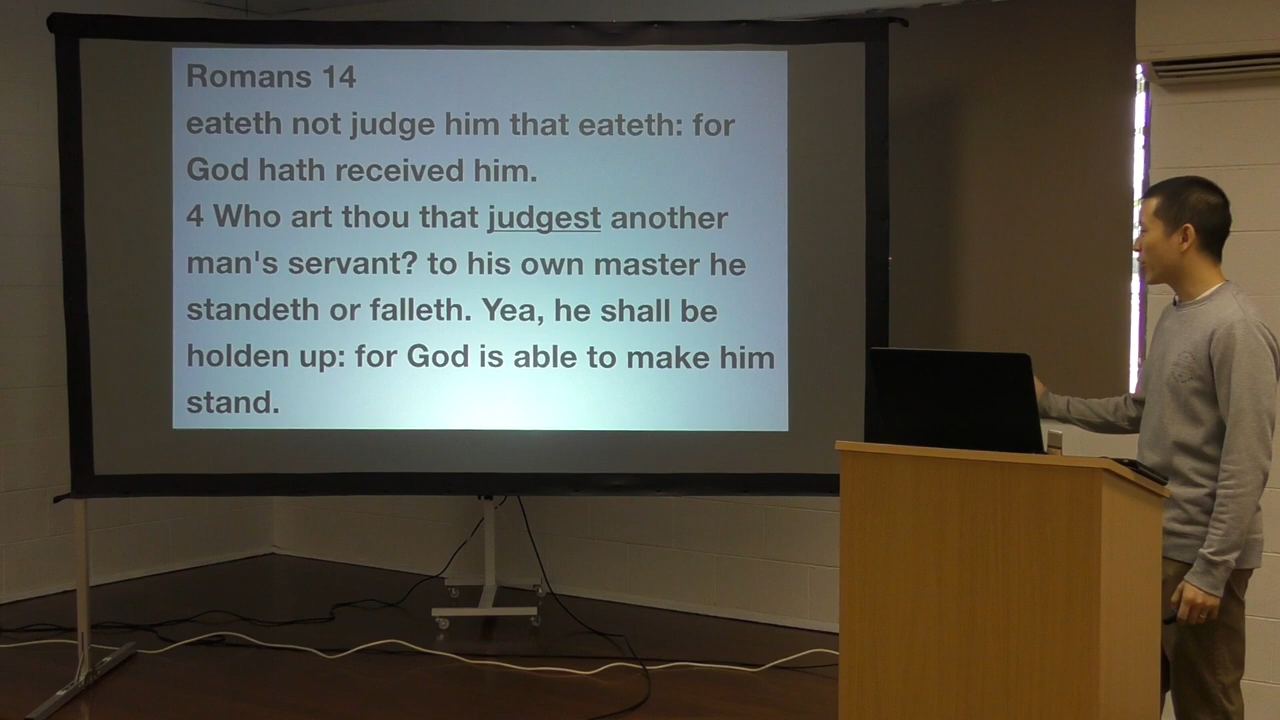 Romans 14
eateth not judge him that eateth: for
God hath received him.
4 Who art thou that judgest another
man's servant? to his own master he
standeth or falleth. Yea, he shall be
holden up: for God is able to make him
stand.